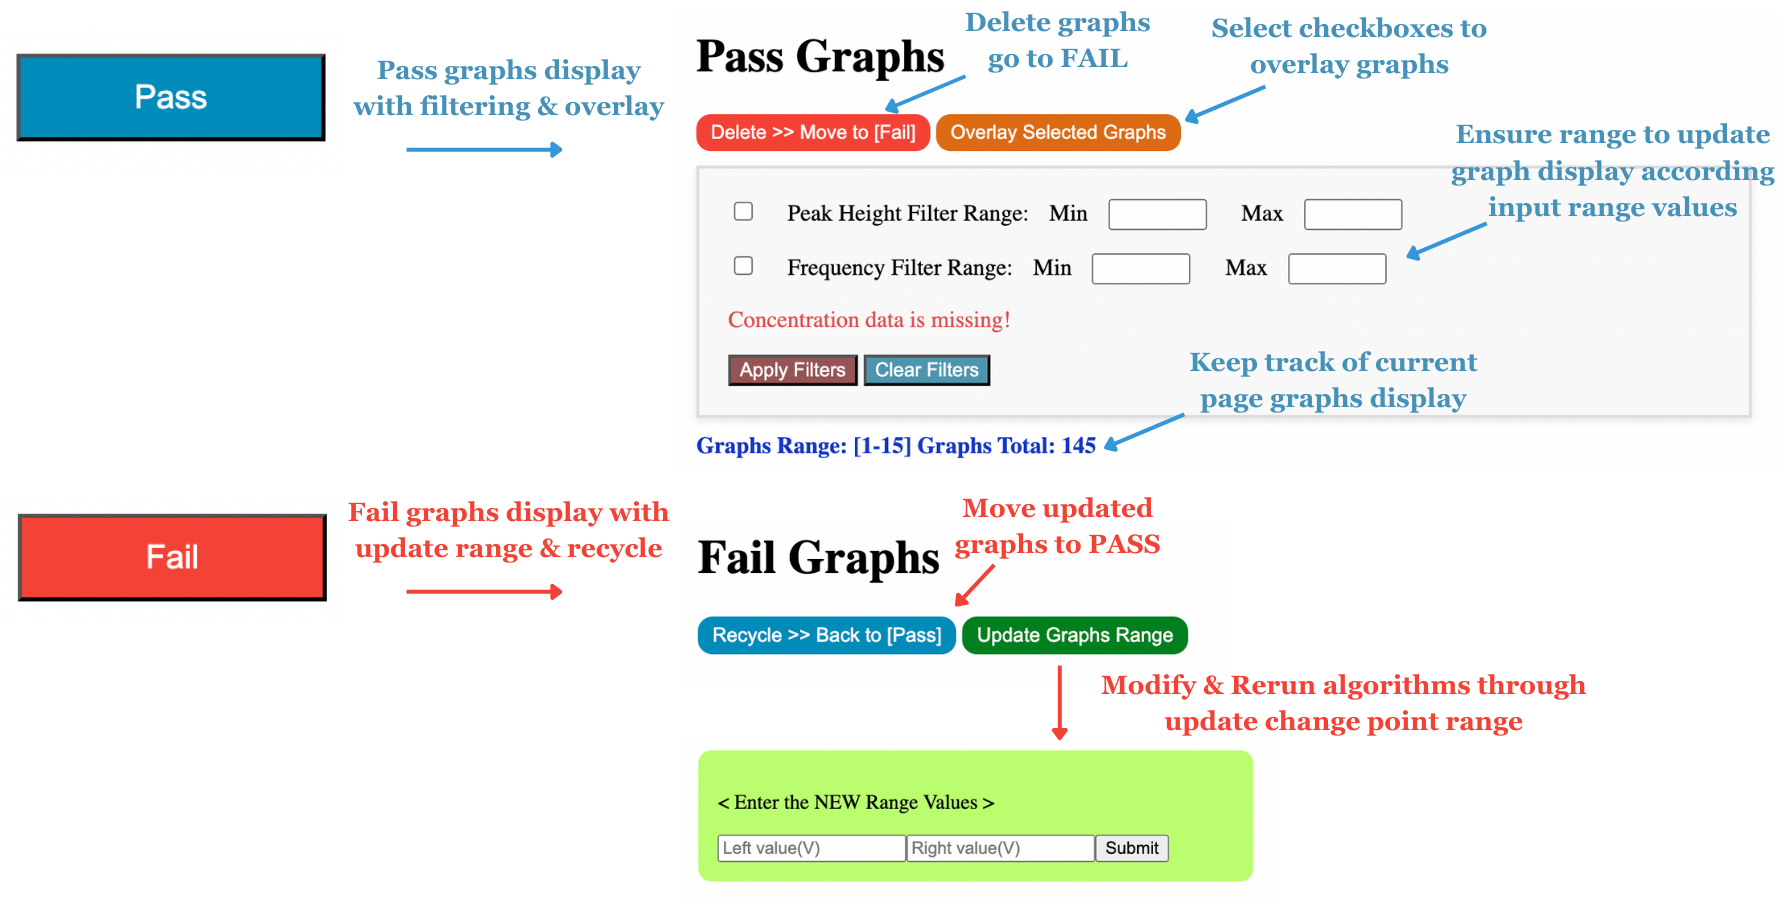 Pass
Pass graphs display
with filtering & overlay
Pass Graphs
Delete graphs
go to FAIL
Select checkboxes to
overlay graphs
Delete >> Move to [Fail]
Overlay Selected Graphs
Ensure range to update
graph display according
input range values
Peak Height Filter Range: Min Max
Frequency Filter Range: Min Max
Concentration data is missing!
Apply Filters
Clear Filters
Keep track of current
page graphs display
Graphs Range: [1-15] Graphs Total: 145
Fail
Fail graphs display with
update range & recycle
Fail Graphs
Move updated
graphs to PASS
Recycle >> Back to [Pass]
Update Graphs Range
Modify & Rerun algorithms through
update change point range
< Enter the NEW Range Values >
Left value(V)
Right value(V)
Submit